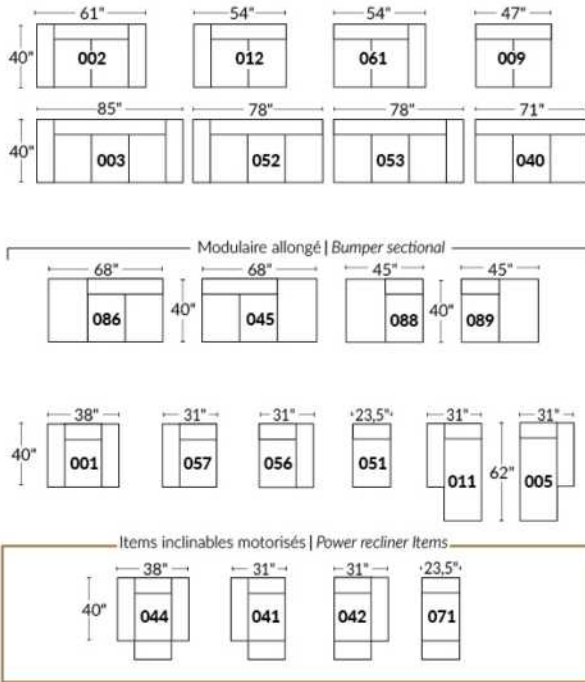 61" 54" 54" 47"
40" 002 012 061 009
85" 78" 78" 71"
40" 003 052 053 040
Modulaire allongé | Bumper sectional
68" 68" 45" 45"
086 40" 045 088 40" 089
38" 31" 31" 23,5" 31" 31"
40" 001 057 056 051 011 62" 005
Items inclinables motorisés | Power recliner Items
38" 31" 31" 23,5"
40" 044 041 042 071